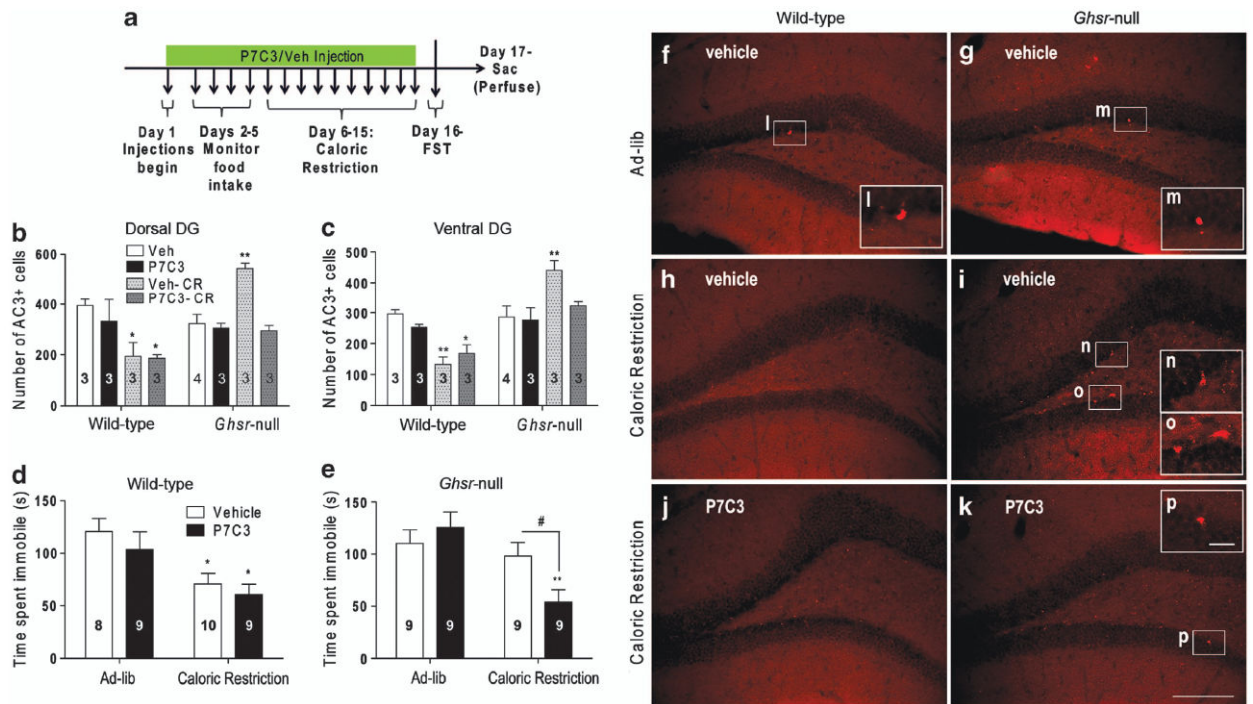 a
P7C3/Veh Injection
Day 17-
Sac
(Perfuse)
Day 1
Injections
begin
Days 2-5
Monitor
food
intake
Day 6-15:
Caloric
Restriction
Day 16-
FST
b
Dorsal DG
Number of AC3+ cells
600
400
200
0
Veh
P7C3
Veh-CR
P7C3-CR
* * **
3 3 3 3 4 3 3 3
Wild-type
Ghsr-null
c
Ventral DG
Number of AC3+ cells
500
400
300
200
100
0
** * **
3 3 3 3 4 3 3 3
Wild-type
Ghsr-null
d
Wild-type
Time spent immobile (s)
150
100
50
0
Vehicle
P7C3
* *
8 9 10 9
Ad-lib
Caloric Restriction
e
Ghsr-null
Time spent immobile (s)
150
100
50
0
#
**
9 9 9 9
Ad-lib
Caloric Restriction
Wild-type
Ghsr-null
Ad-lib
f
vehicle
l
l
g
vehicle
m
m
Caloric Restriction
h
vehicle
i
vehicle
n
o
n
o
Caloric Restriction
j
P7C3
k
P7C3
p
p